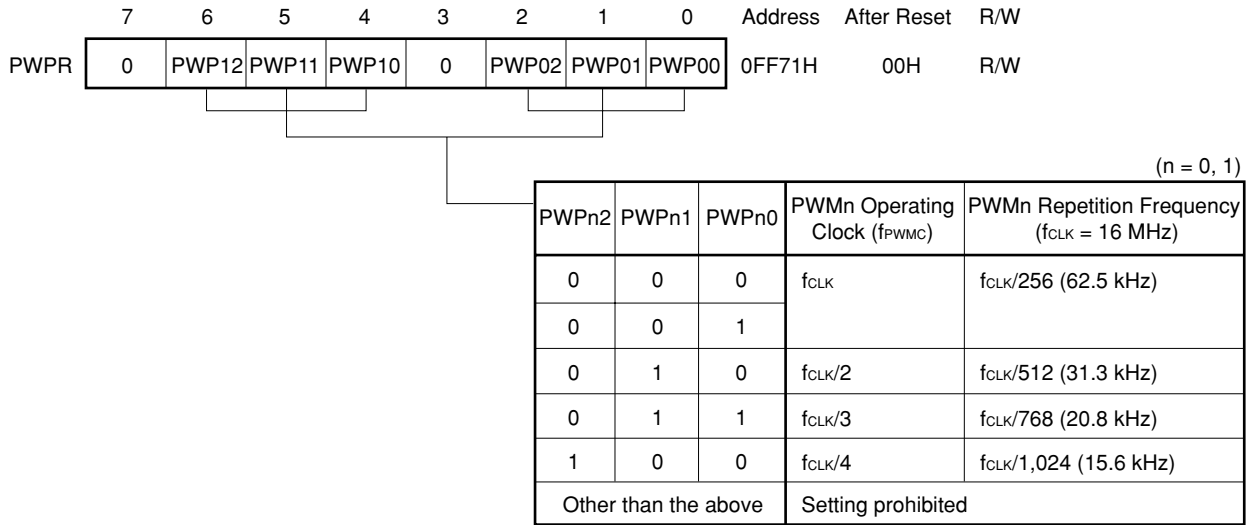 7 6 5 4 3 2 1 0 Address After Reset R/W
PWPR 0 PWP12 PWP11 PWP10 0 PWP02 PWP01 PWP00 0FF71H 00H R/W
(n = 0, 1)
PWPn2 PWPn1 PWPn0 PWMn Operating Clock (fPWMC) PWMn Repetition Frequency (fCLK = 16 MHz)
0 0 0 fCLK fCLK/256 (62.5 kHz)
0 0 1
0 1 0 fCLK/2 fCLK/512 (31.3 kHz)
0 1 1 fCLK/3 fCLK/768 (20.8 kHz)
1 0 0 fCLK/4 fCLK/1,024 (15.6 kHz)
Other than the above Setting prohibited